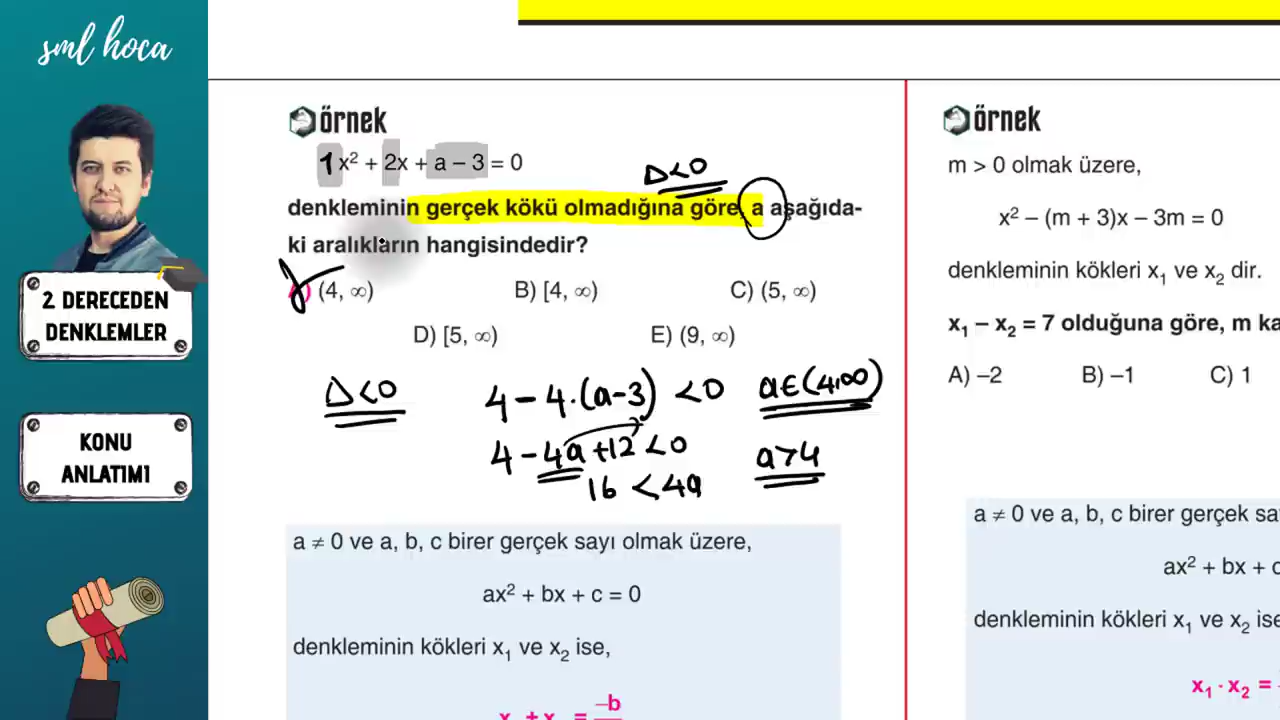 sml hoca
2. DERECEDEN
DENKLEMLER
KONU
ANLATIMI
örnek
1x² + 2x + a – 3 = 0
Δ<0
denkleminin gerçek kökü olmadığına göre, a aşağıda-
ki aralıkların hangisindedir?
(4, ∞) B) [4, ∞) C) (5, ∞)
D) [5, ∞) E) (9, ∞)
Δ<0 4 – 4·(a–3) <0 a∈(4,∞)
4 – 4a +12 <0 a>4
16 <4a
a ≠ 0 ve a, b, c birer gerçek sayı olmak üzere,
ax² + bx + c = 0
denkleminin kökleri x₁ ve x₂ ise,
–b
örnek
m > 0 olmak üzere,
x² – (m + 3)x – 3m = 0
denkleminin kökleri x₁ ve x₂ dir.
x₁ – x₂ = 7 olduğuna göre, m ka
A) –2 B) –1 C) 1
a ≠ 0 ve a, b, c birer gerçek sa
ax² + bx + c
denkleminin kökleri x₁ ve x₂ ise
x₁ · x₂ =